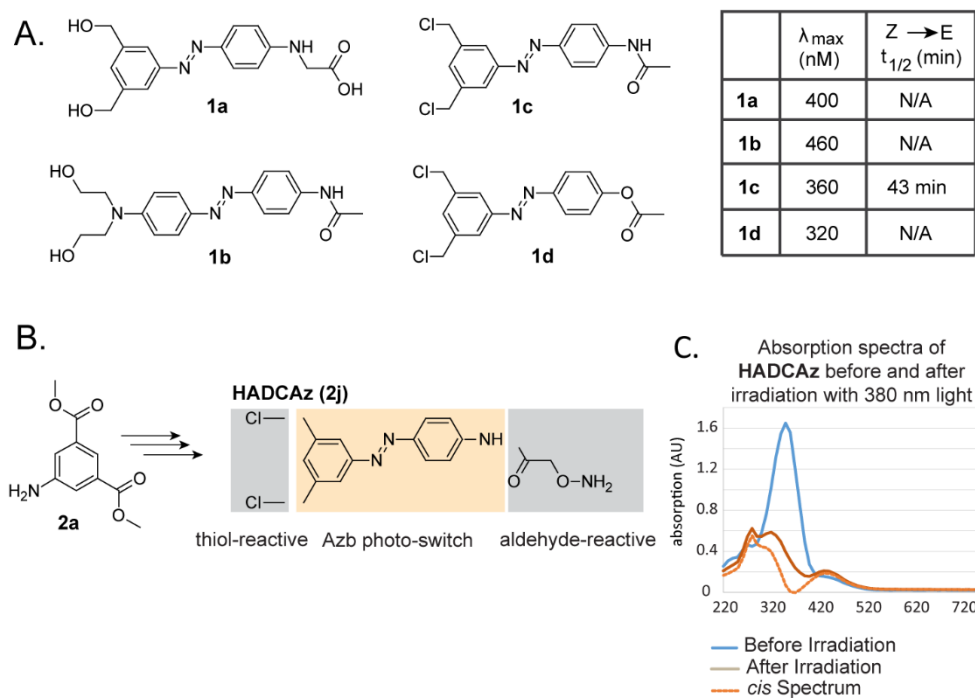 A.
HO
HO
N
N
NH
O
OH
1a
Cl
Cl
N
N
NH
O
1c
HO
HO
N
N
N
NH
O
1b
Cl
Cl
N
N
O
O
1d
λmax (nM) Z → E t1/2 (min)
1a 400 N/A
1b 460 N/A
1c 360 43 min
1d 320 N/A
B.
O
O
O
O
NH2
2a
HADCAz (2j)
Cl
Cl
N
N
NH
O
O–NH2
thiol-reactive Azb photo-switch aldehyde-reactive
C.
Absorption spectra of
HADCAz before and after
irradiation with 380 nm light
absorption (AU)
1.6
1.2
0.8
0.4
0
220 320 420 520 620 720
Before Irradiation
After Irradiation
cis Spectrum